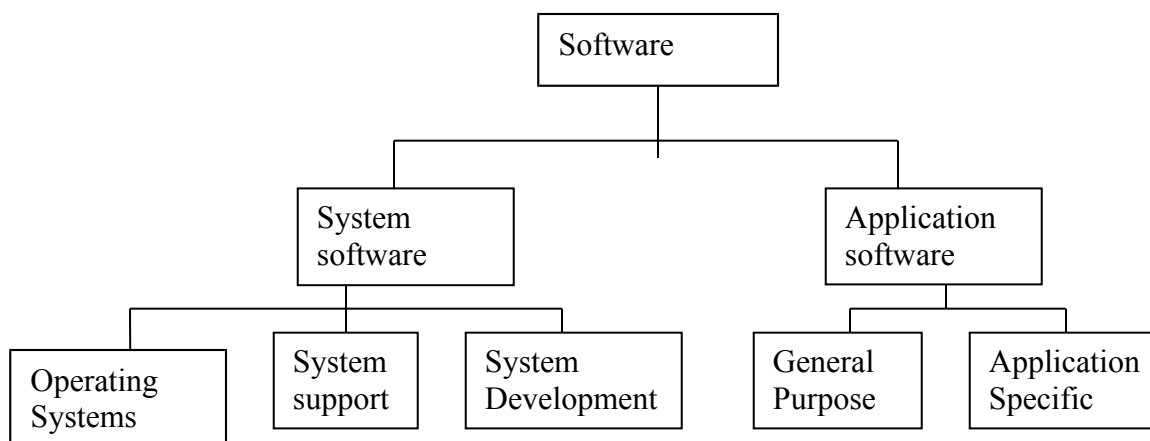 Software
System
software
Application
software
Operating
Systems
System
support
System
Development
General
Purpose
Application
Specific